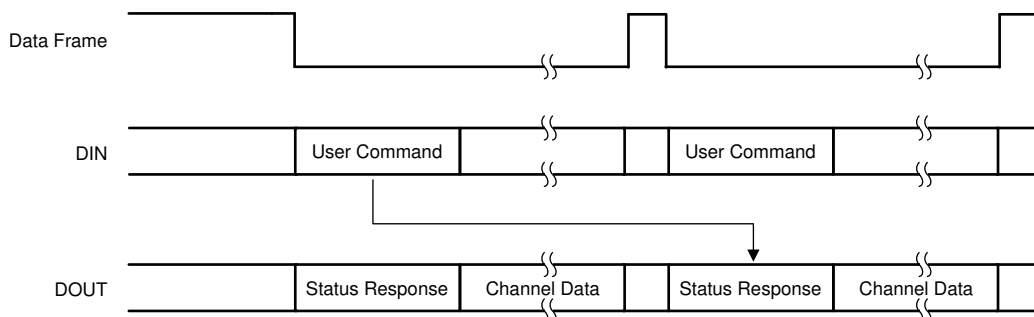 Data Frame
DIN
User Command
User Command
DOUT
Status Response
Channel Data
Status Response
Channel Data